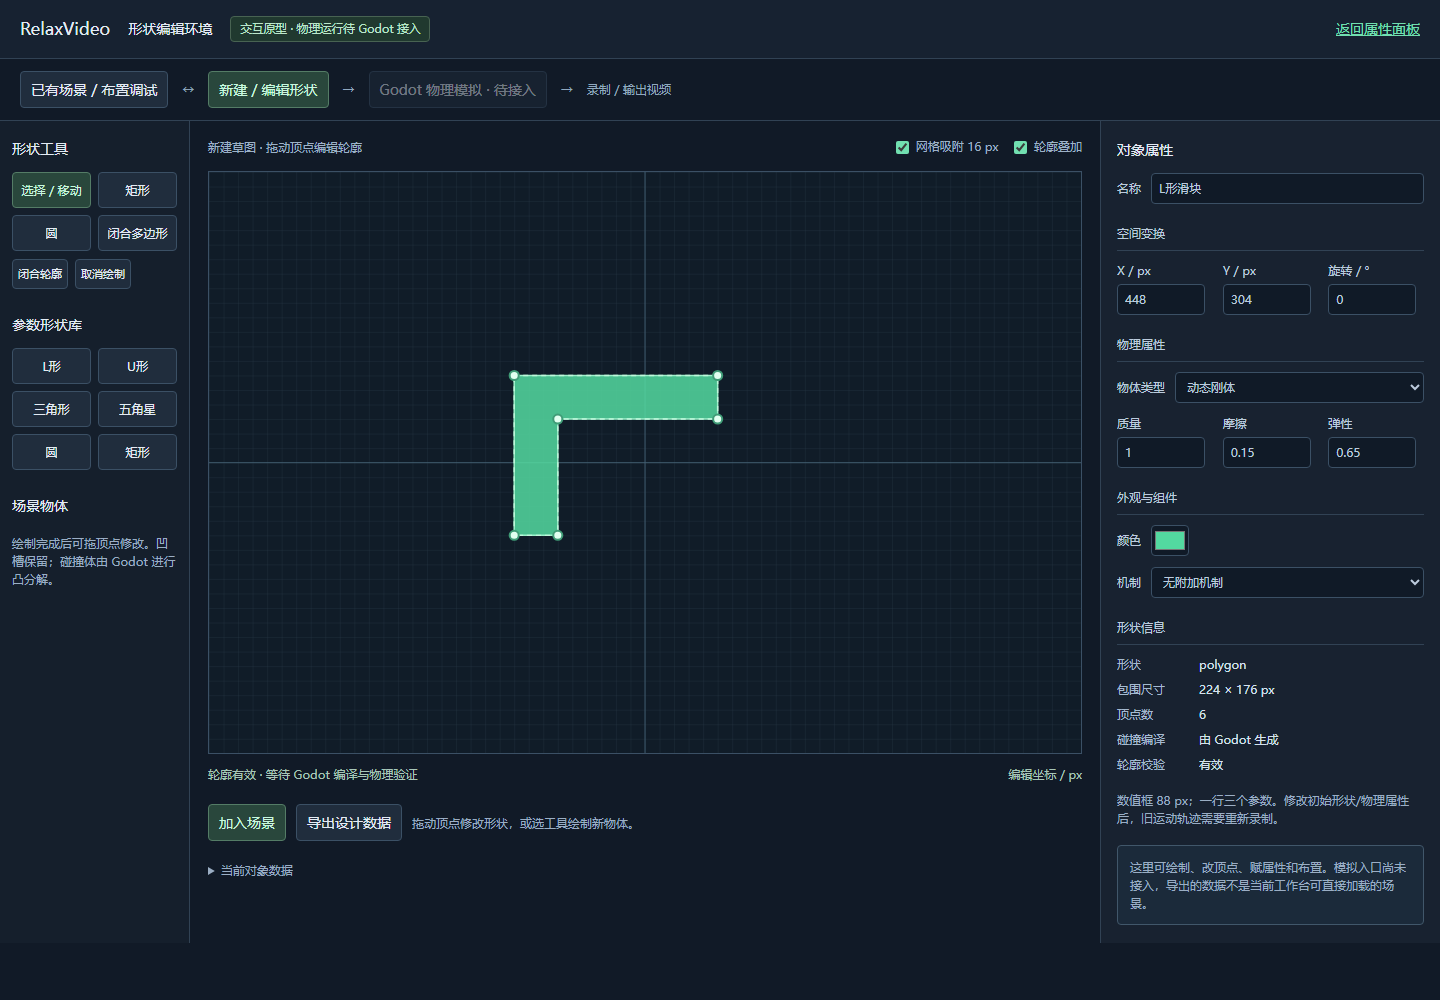 RelaxVideo 形状编辑环境 交互原型 · 物理运行待 Godot 接入 返回属性面板
已有场景 / 布置调试 ↔ 新建 / 编辑形状 → Godot 物理模拟 · 待接入 → 录制 / 输出视频
形状工具
选择 / 移动 矩形
圆 闭合多边形
闭合轮廓 取消绘制
参数形状库
L形 U形
三角形 五角星
圆 矩形
场景物体
绘制完成后可拖顶点修改。凹
槽保留；碰撞体由 Godot 进行
凸分解。
新建草图 · 拖动顶点编辑轮廓 网格吸附 16 px 轮廓叠加
轮廓有效 · 等待 Godot 编译与物理验证 编辑坐标 / px
加入场景 导出设计数据 拖动顶点修改形状，或选工具绘制新物体。
▶ 当前对象数据
对象属性
名称 L形滑块
空间变换
X / px Y / px 旋转 / °
448 304 0
物理属性
物体类型 动态刚体
质量 摩擦 弹性
1 0.15 0.65
外观与组件
颜色
机制 无附加机制
形状信息
形状 polygon
包围尺寸 224 × 176 px
顶点数 6
碰撞编译 由 Godot 生成
轮廓校验 有效
数值框 88 px；一行三个参数。修改初始形状/物理属性
后，旧运动轨迹需要重新录制。
这里可绘制、改顶点、赋属性和布置。模拟入口尚未
接入，导出的数据不是当前工作台可直接加载的场
景。